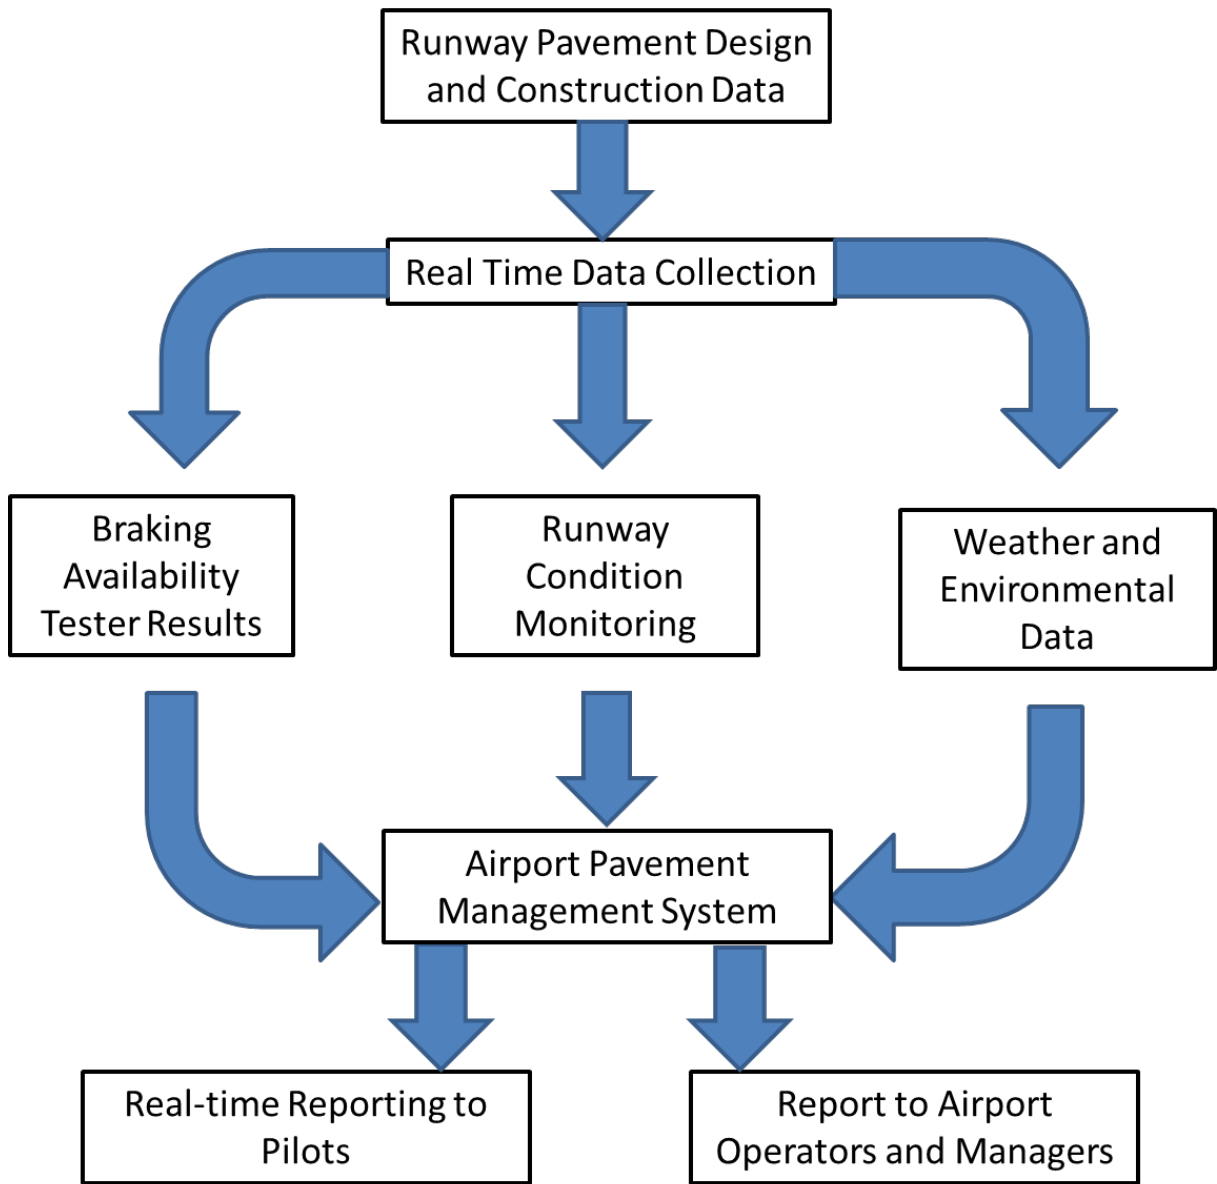 Runway Pavement Design
and Construction Data
Real Time Data Collection
Braking
Availability
Tester Results
Runway
Condition
Monitoring
Weather and
Environmental
Data
Airport Pavement
Management System
Real-time Reporting to
Pilots
Report to Airport
Operators and Managers